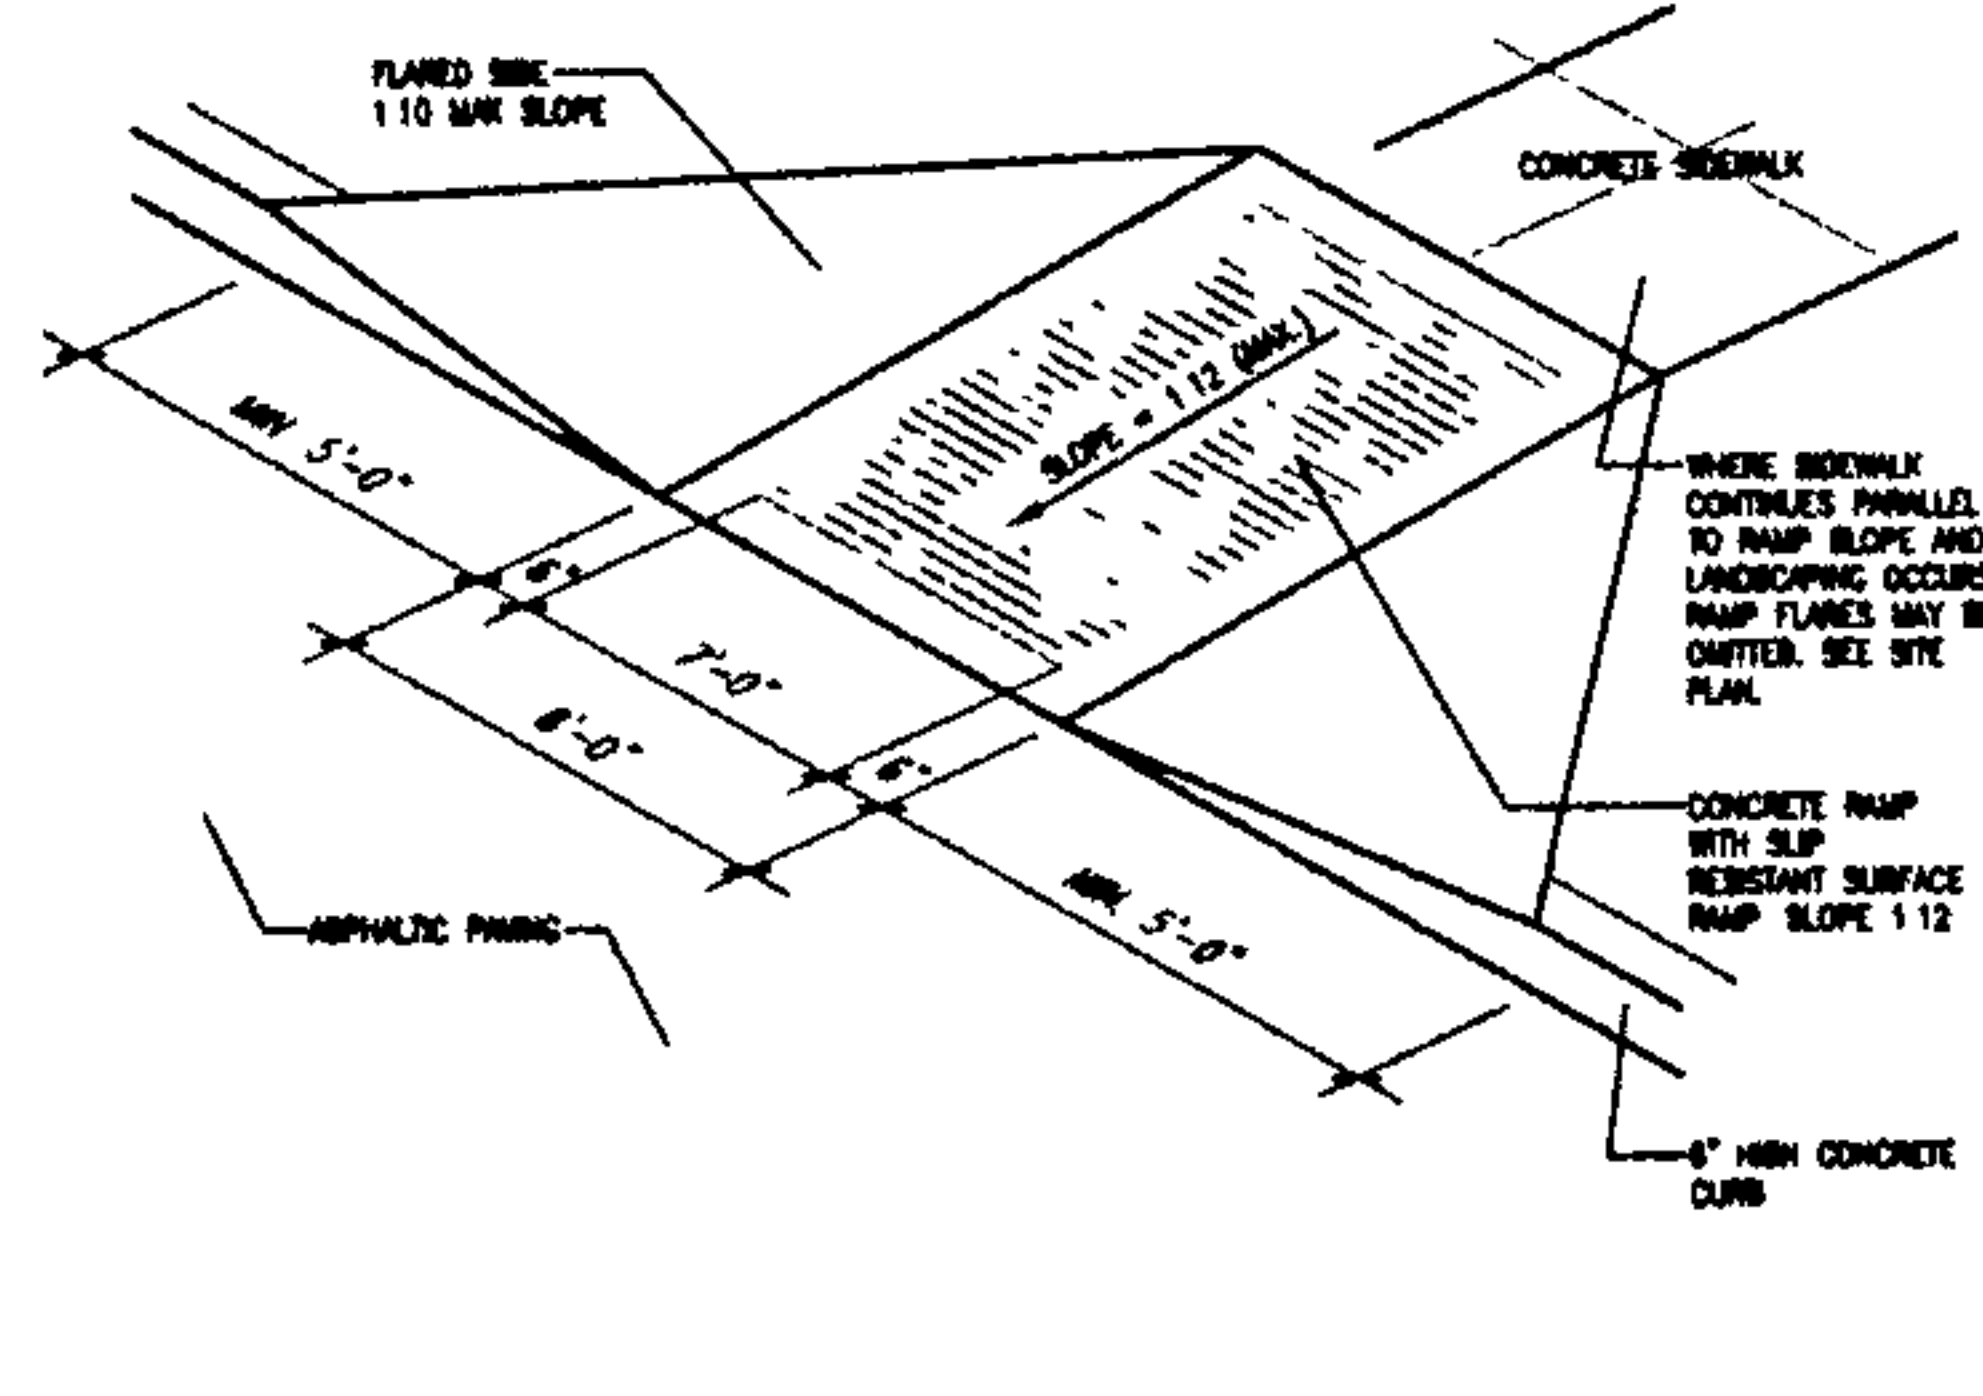 FLARED SIDE
1:10 MAX SLOPE
CONCRETE SIDEWALK
SLOPE = 1:12 (MAX.)
MIN 5'-0"
6"
7'-0"
8'-0"
6"
MIN. 5'-0"
WHERE SIDEWALK
CONTINUES PARALLEL
TO RAMP SLOPE AND
LANDSCAPING OCCURS
RAMP FLARES MAY BE
OMITTED. SEE SITE
PLAN.
CONCRETE RAMP
WITH SLIP
RESISTANT SURFACE
RAMP SLOPE 1:12
ASPHALTIC PAVING
6" HIGH CONCRETE
CURB